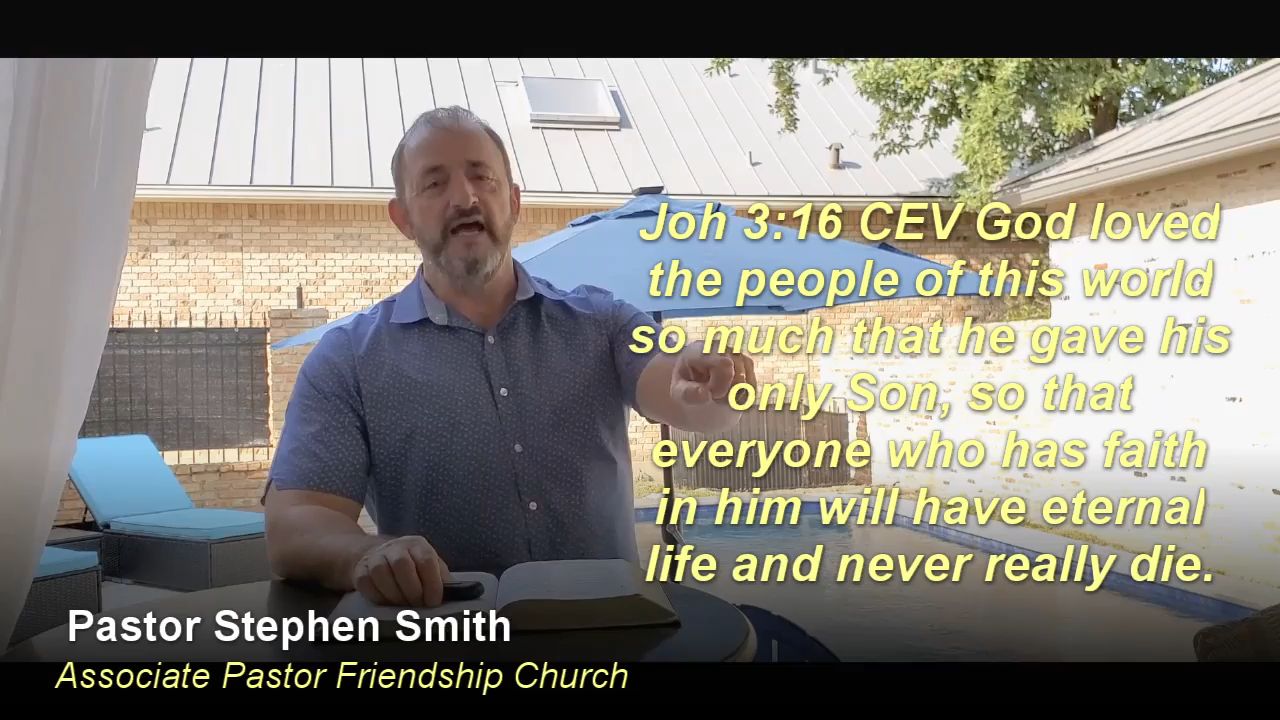 Joh 3:16 CEV God loved
the people of this world
so much that he gave his
only Son, so that
everyone who has faith
in him will have eternal
life and never really die.
Pastor Stephen Smith
Associate Pastor Friendship Church